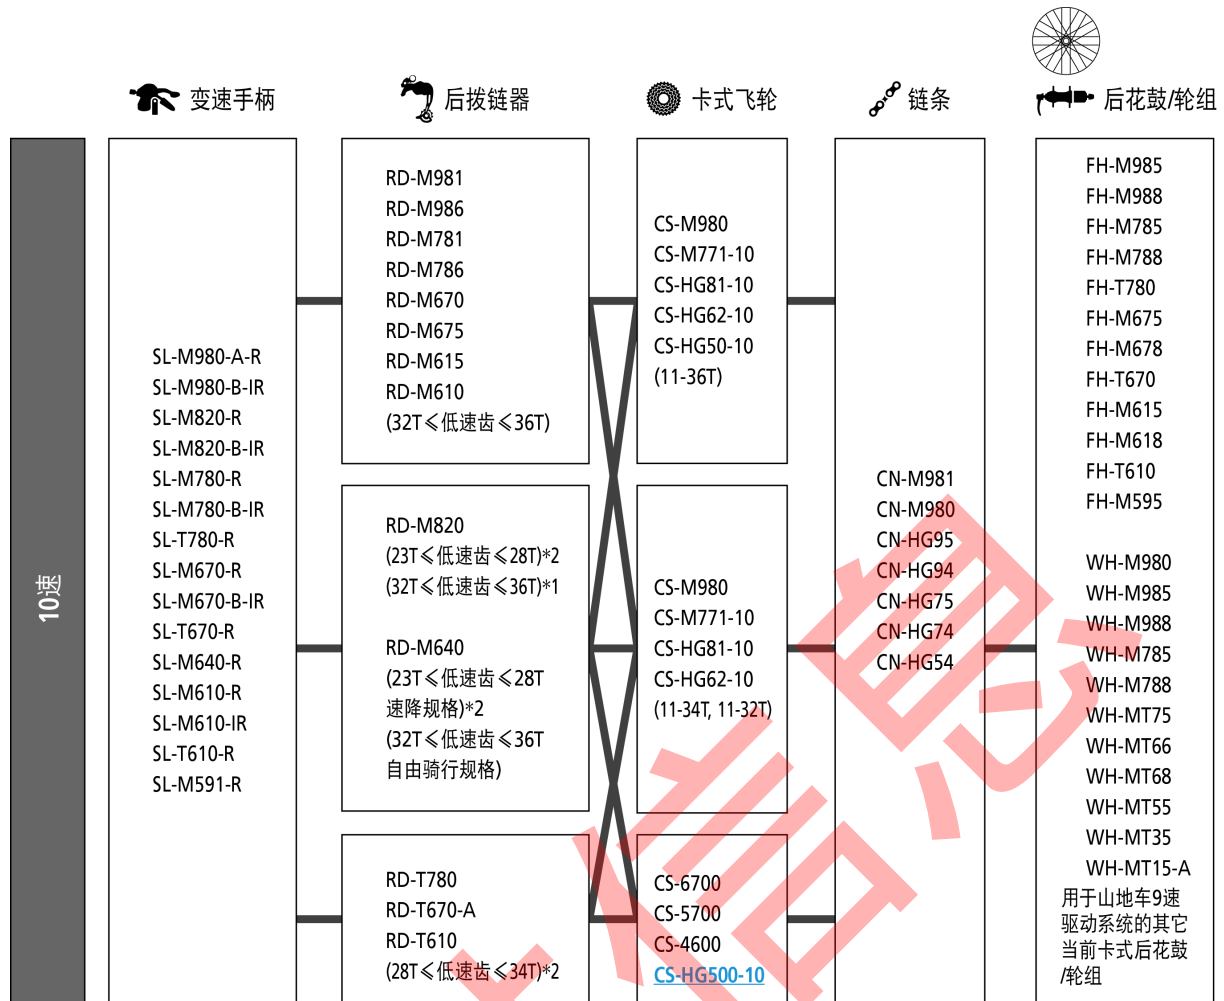 变速手柄
后拨链器
卡式飞轮
链条
后花鼓/轮组
10速
SL-M980-A-R
SL-M980-B-IR
SL-M820-R
SL-M820-B-IR
SL-M780-R
SL-M780-B-IR
SL-T780-R
SL-M670-R
SL-M670-B-IR
SL-T670-R
SL-M640-R
SL-M610-R
SL-M610-IR
SL-T610-R
SL-M591-R
RD-M981
RD-M986
RD-M781
RD-M786
RD-M670
RD-M675
RD-M615
RD-M610
(32T≤低速齿≤36T)
RD-M820
(23T≤低速齿≤28T)*2
(32T≤低速齿≤36T)*1
RD-M640
(23T≤低速齿≤28T
速降规格)*2
(32T≤低速齿≤36T
自由骑行规格)
RD-T780
RD-T670-A
RD-T610
(28T≤低速齿≤34T)*2
CS-M980
CS-M771-10
CS-HG81-10
CS-HG62-10
CS-HG50-10
(11-36T)
CS-M980
CS-M771-10
CS-HG81-10
CS-HG62-10
(11-34T, 11-32T)
CS-6700
CS-5700
CS-4600
CS-HG500-10
CN-M981
CN-M980
CN-HG95
CN-HG94
CN-HG75
CN-HG74
CN-HG54
FH-M985
FH-M988
FH-M785
FH-M788
FH-T780
FH-M675
FH-M678
FH-T670
FH-M615
FH-M618
FH-T610
FH-M595
WH-M980
WH-M985
WH-M988
WH-M785
WH-M788
WH-MT75
WH-MT66
WH-MT68
WH-MT55
WH-MT35
WH-MT15-A
用于山地车9速
驱动系统的其它
当前卡式后花鼓
/轮组
信息